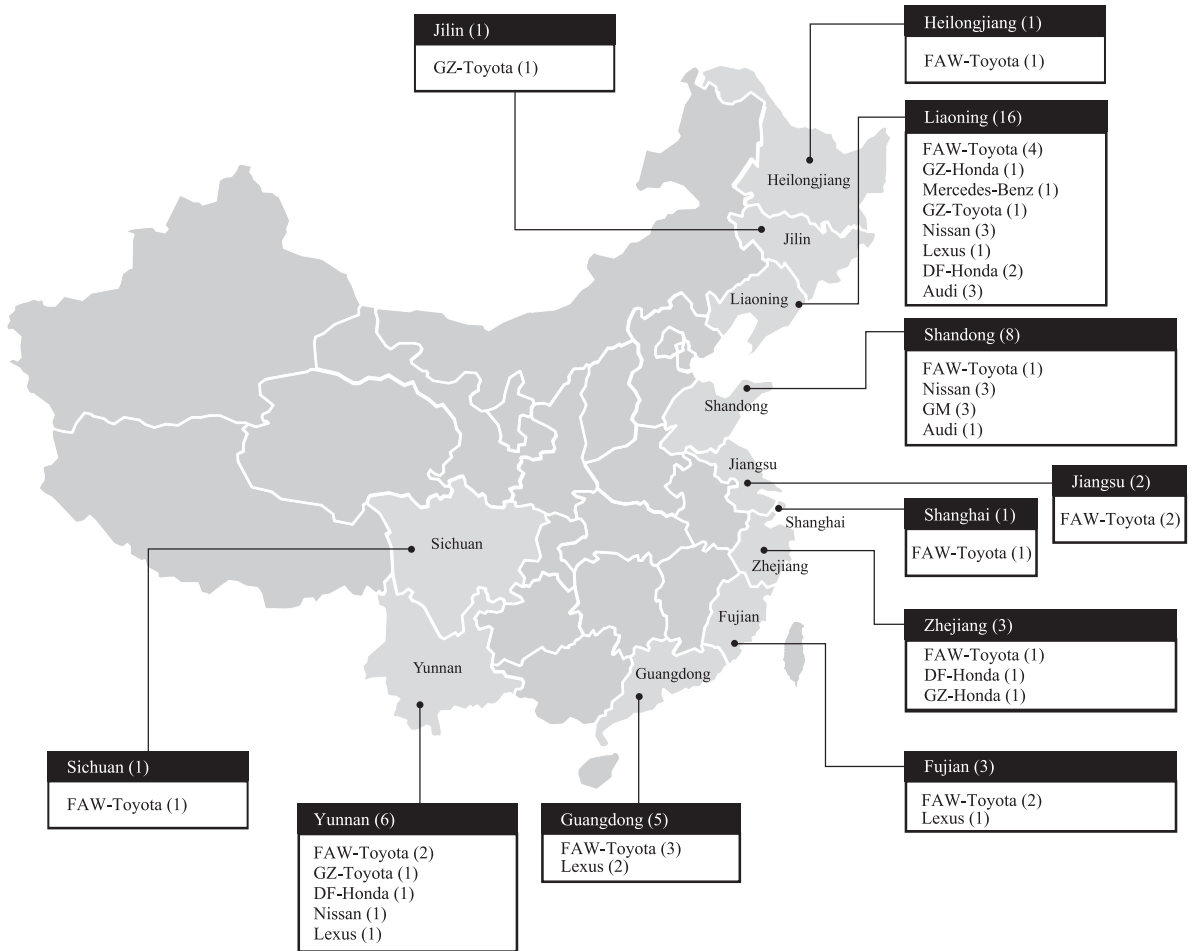 Jilin (1)
GZ-Toyota (1)
Heilongjiang (1)
FAW-Toyota (1)
Liaoning (16)
FAW-Toyota (4)
GZ-Honda (1)
Mercedes-Benz (1)
GZ-Toyota (1)
Nissan (3)
Lexus (1)
DF-Honda (2)
Audi (3)
Shandong (8)
FAW-Toyota (1)
Nissan (3)
GM (3)
Audi (1)
Jiangsu (2)
FAW-Toyota (2)
Shanghai (1)
FAW-Toyota (1)
Zhejiang (3)
FAW-Toyota (1)
DF-Honda (1)
GZ-Honda (1)
Fujian (3)
FAW-Toyota (2)
Lexus (1)
Guangdong (5)
FAW-Toyota (3)
Lexus (2)
Yunnan (6)
FAW-Toyota (2)
GZ-Toyota (1)
DF-Honda (1)
Nissan (1)
Lexus (1)
Sichuan (1)
FAW-Toyota (1)
Heilongjiang
Jilin
Liaoning
Shandong
Jiangsu
Shanghai
Sichuan
Zhejiang
Fujian
Yunnan
Guangdong